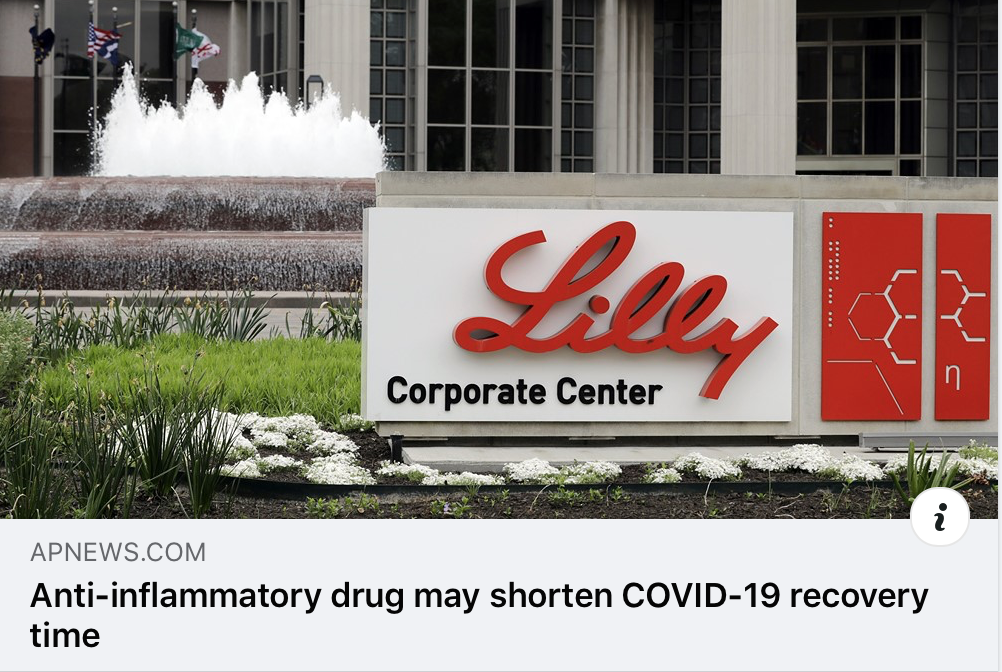 Lilly
Corporate Center
η
i
APNEWS.COM
Anti-inflammatory drug may shorten COVID-19 recovery
time